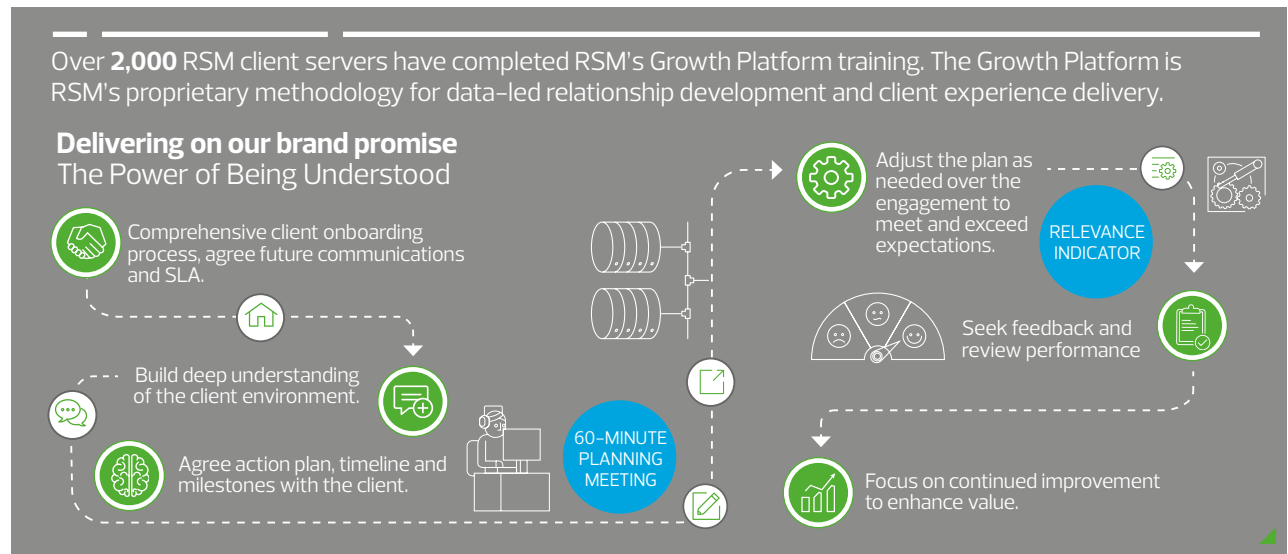 Over 2,000 RSM client servers have completed RSM's Growth Platform training. The Growth Platform is
RSM's proprietary methodology for data-led relationship development and client experience delivery.
Delivering on our brand promise
The Power of Being Understood
Comprehensive client onboarding
process, agree future communications
and SLA.
Build deep understanding
of the client environment.
Agree action plan, timeline and
milestones with the client.
60-MINUTE
PLANNING
MEETING
Adjust the plan as
needed over the
engagement to
meet and exceed
expectations.
RELEVANCE
INDICATOR
Seek feedback and
review performance
Focus on continued improvement
to enhance value.